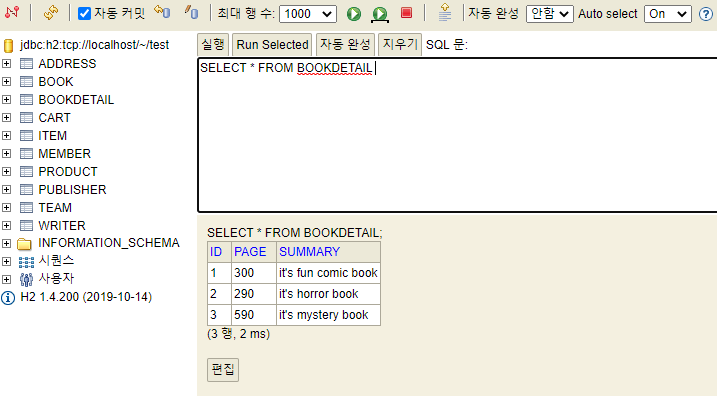 자동 커밋 최대 행 수: 1000 자동 완성 안함 Auto select On
jdbc:h2:tcp://localhost/~/test
ADDRESS
BOOK
BOOKDETAIL
CART
ITEM
MEMBER
PRODUCT
PUBLISHER
TEAM
WRITER
INFORMATION_SCHEMA
시퀀스
사용자
H2 1.4.200 (2019-10-14)
실행 Run Selected 자동 완성 지우기 SQL 문:
SELECT * FROM BOOKDETAIL
SELECT * FROM BOOKDETAIL;
ID PAGE SUMMARY
1 300 it's fun comic book
2 290 it's horror book
3 590 it's mystery book
(3 행, 2 ms)
편집